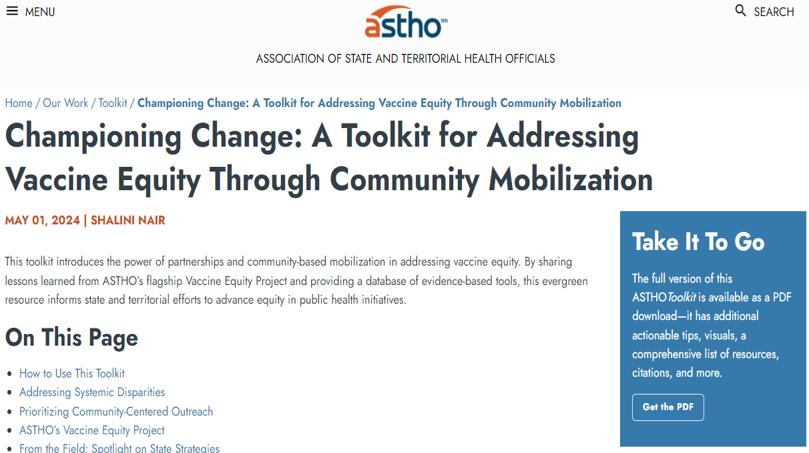 MENU
astho™
SEARCH
ASSOCIATION OF STATE AND TERRITORIAL HEALTH OFFICIALS
Home / Our Work / Toolkit / Championing Change: A Toolkit for Addressing Vaccine Equity Through Community Mobilization
Championing Change: A Toolkit for Addressing
Vaccine Equity Through Community Mobilization
MAY 01, 2024 | SHALINI NAIR
This toolkit introduces the power of partnerships and community-based mobilization in addressing vaccine equity. By sharing
lessons learned from ASTHO's flagship Vaccine Equity Project and providing a database of evidence-based tools, this evergreen
resource informs state and territorial efforts to advance equity in public health initiatives.
On This Page
• How to Use This Toolkit
• Addressing Systemic Disparities
• Prioritizing Community-Centered Outreach
• ASTHO's Vaccine Equity Project
• From the Field: Spotlight on State Strategies
Take It To Go
The full version of this
ASTHOToolkit is available as a PDF
download—it has additional
actionable tips, visuals, a
comprehensive list of resources,
citations, and more.
Get the PDF